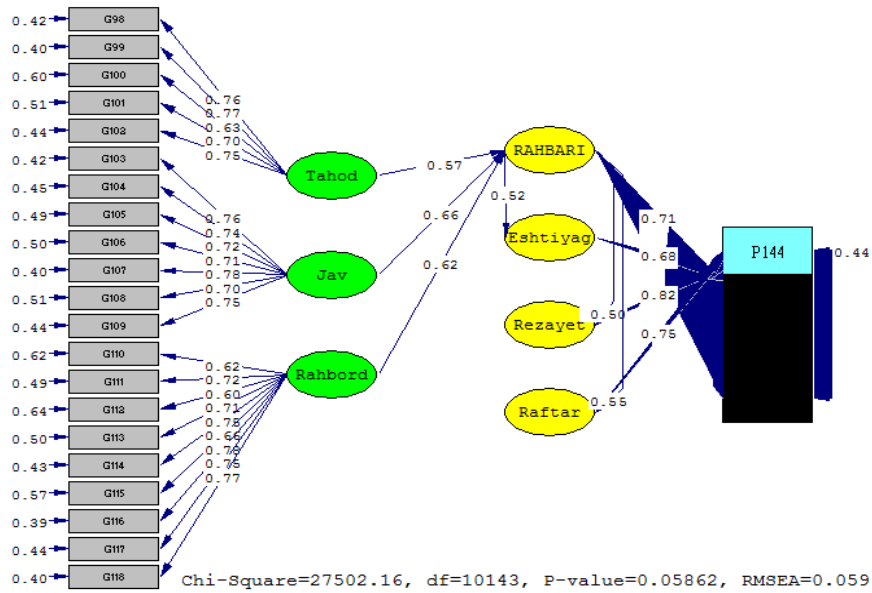 0.42 G98
0.40 G99
0.60 G100
0.51 G101
0.44 G102
0.42 G103
0.45 G104
0.49 G105
0.50 G106
0.40 G107
0.51 G108
0.44 G109
0.62 G110
0.49 G111
0.64 G112
0.50 G113
0.43 G114
0.57 G115
0.39 G116
0.44 G117
0.40 G118
0.76
0.77
0.63
0.70
0.75
0.76
0.74
0.72
0.71
0.78
0.70
0.75
0.62
0.72
0.60
0.71
0.75
0.66
0.78
0.75
0.77
Tahod
Jav
Rahbord
0.57
0.66
0.62
RAHBARI
0.52
Eshtiyag
Rezayet
0.50
Raftar
0.55
0.71
0.68
0.82
0.75
P144
0.44
Chi-Square=27502.16, df=10143, P-value=0.05862, RMSEA=0.059